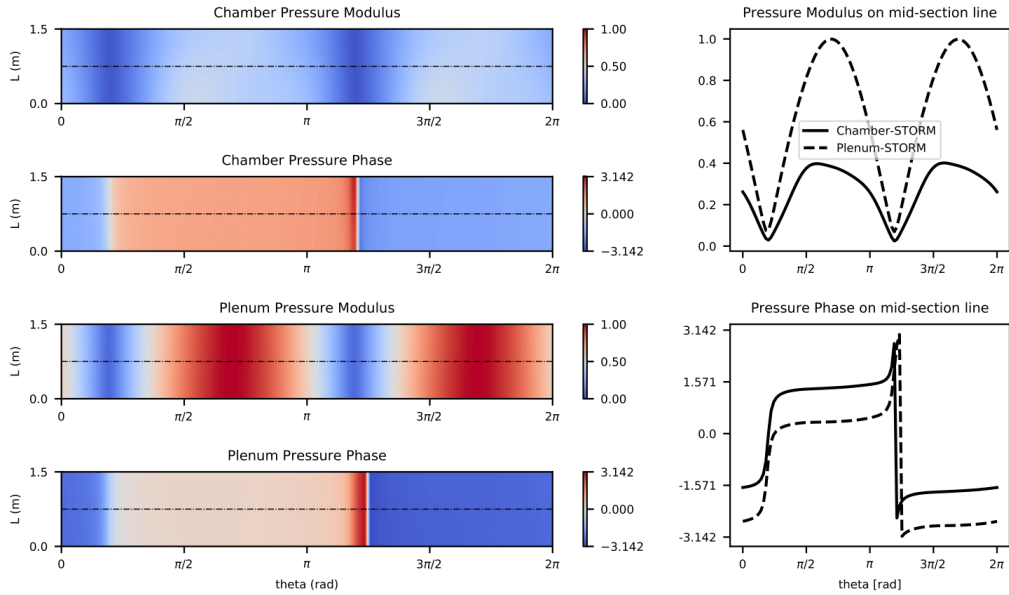 Chamber Pressure Modulus
L (m)
1.5
0.0
0
π/2
π
3π/2
2π
1.00
0.50
0.00
Chamber Pressure Phase
L (m)
1.5
0.0
0
π/2
π
3π/2
2π
3.142
0.000
−3.142
Plenum Pressure Modulus
L (m)
1.5
0.0
0
π/2
π
3π/2
2π
1.00
0.50
0.00
Plenum Pressure Phase
L (m)
1.5
0.0
0
π/2
π
3π/2
2π
theta (rad)
3.142
0.000
−3.142
Pressure Modulus on mid-section line
1.0
0.8
0.6
0.4
0.2
0.0
Chamber-STORM
Plenum-STORM
0
π/2
π
3π/2
2π
Pressure Phase on mid-section line
3.142
1.571
0.0
-1.571
-3.142
0
π/2
π
3π/2
2π
theta [rad]